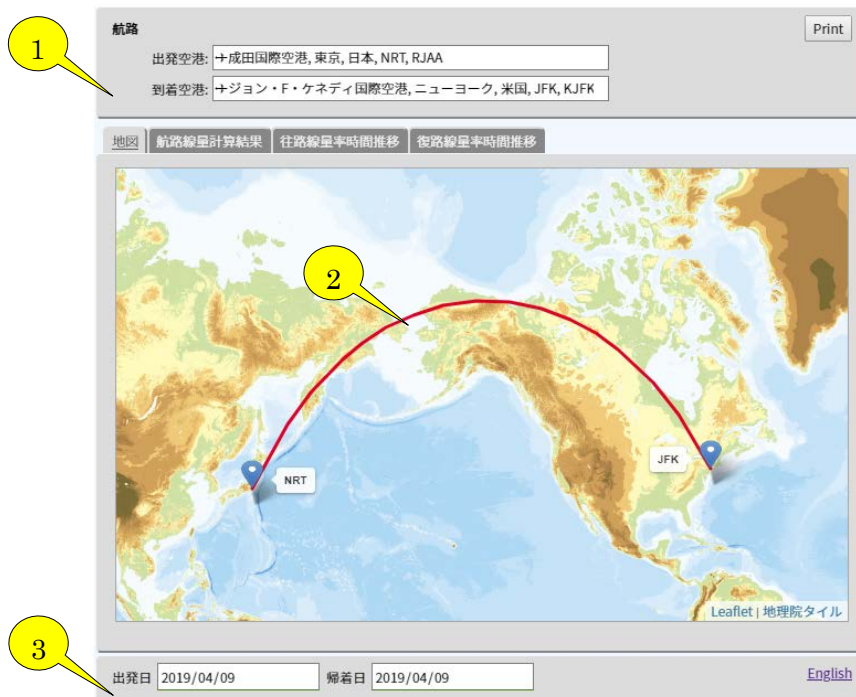 1
航路
Print
出発空港: ✈成田国際空港, 東京, 日本, NRT, RJAA
到着空港: ✈ジョン・F・ケネディ国際空港, ニューヨーク, 米国, JFK, KJFK
地図 航路線量計算結果 往路線量率時間推移 復路線量率時間推移
2
JFK
NRT
Leaflet | 地理院タイル
3
出発日 2019/04/09 帰着日 2019/04/09 English